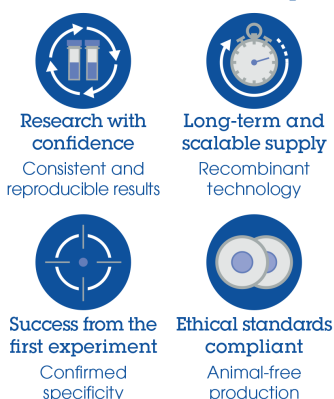 Research with
confidence
Consistent and
reproducible results
Long-term and
scalable supply
Recombinant
technology
Success from the
first experiment
Confirmed
specificity
Ethical standards
compliant
Animal-free
production